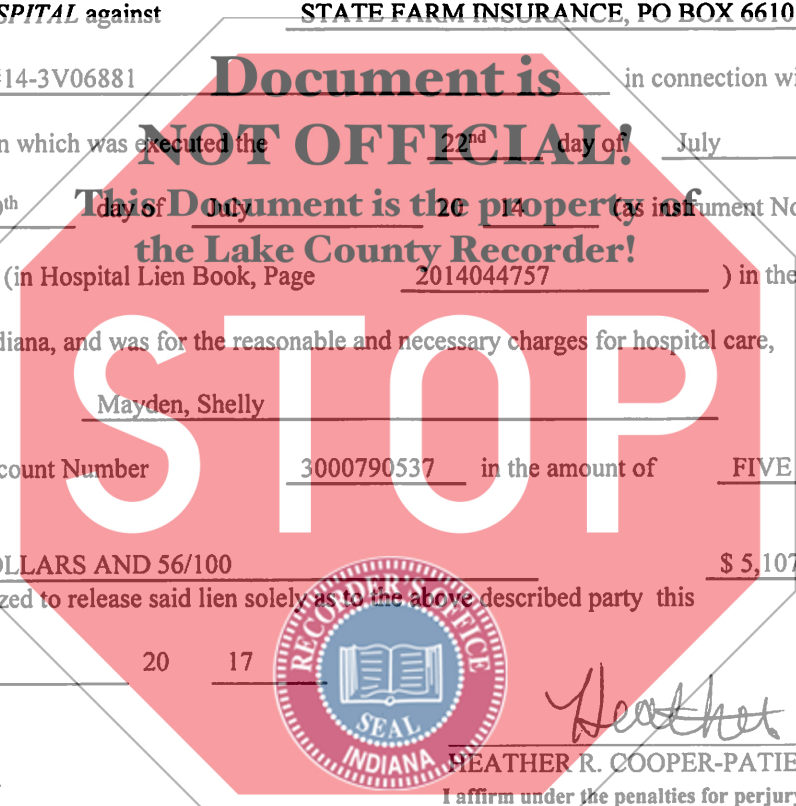 SPITAL against STATE FARM INSURANCE, PO BOX 6610
14-3V06881 in connection wi
Document is
n which was executed the 22nd day of July
NOT OFFICIAL!
th day of July 20 14 (as instrument No
This Document is the property of
the Lake County Recorder!
(in Hospital Lien Book, Page 2014044757 ) in the
diana, and was for the reasonable and necessary charges for hospital care,
STOP
Mayden, Shelly
count Number 3000790537 in the amount of FIVE
OLLARS AND 56/100 $ 5,107
zed to release said lien solely as to the above described party this
20 17
RECORDER'S OFFICE
SEAL
INDIANA
Heather
HEATHER R. COOPER-PATIE
I affirm under the penalties for perjury